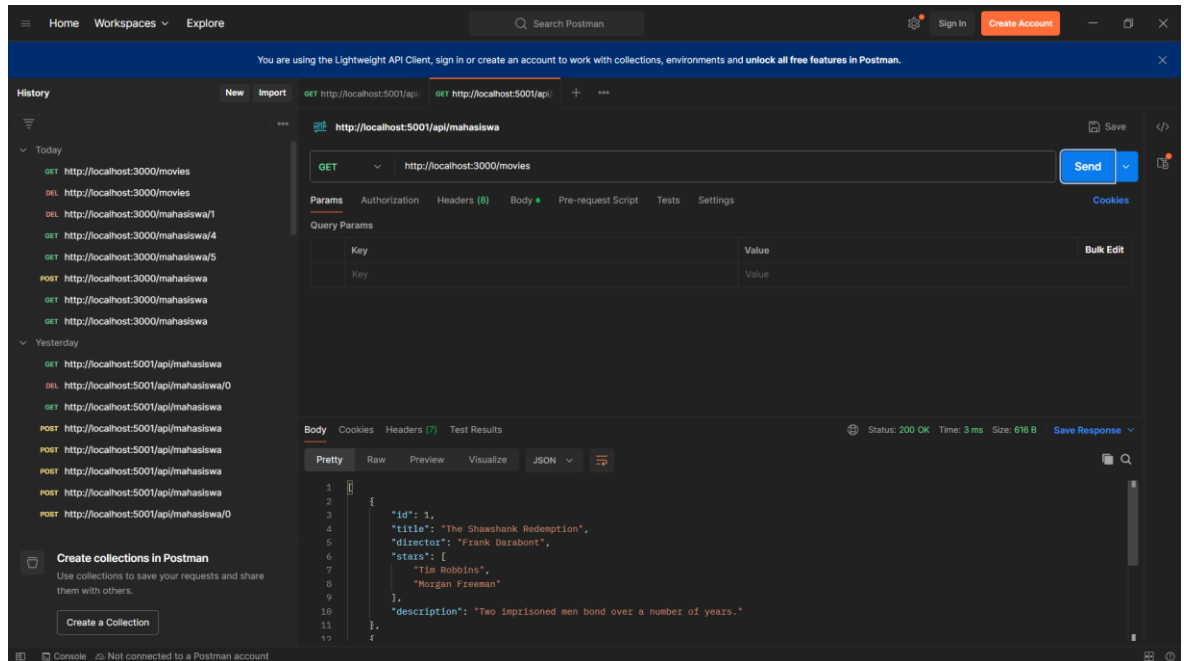 Home Workspaces Explore Search Postman Sign In Create Account
You are using the Lightweight API Client, sign in or create an account to work with collections, environments and unlock all free features in Postman.
History New Import GET http://localhost:5001/api/ GET http://localhost:5001/api/
HTTP http://localhost:5001/api/mahasiswa Save
Today
GET http://localhost:3000/movies
DEL http://localhost:3000/movies
DEL http://localhost:3000/mahasiswa/1
GET http://localhost:3000/mahasiswa/4
GET http://localhost:3000/mahasiswa/5
POST http://localhost:3000/mahasiswa
GET http://localhost:3000/mahasiswa
GET http://localhost:3000/mahasiswa
Yesterday
GET http://localhost:5001/api/mahasiswa
DEL http://localhost:5001/api/mahasiswa/0
GET http://localhost:5001/api/mahasiswa
POST http://localhost:5001/api/mahasiswa
POST http://localhost:5001/api/mahasiswa
POST http://localhost:5001/api/mahasiswa
POST http://localhost:5001/api/mahasiswa
POST http://localhost:5001/api/mahasiswa/0
Create collections in Postman
Use collections to save your requests and share
them with others.
Create a Collection
GET http://localhost:3000/movies Send
Params Authorization Headers (8) Body Pre-request Script Tests Settings Cookies
Query Params
Key Value Bulk Edit
Key Value
Body Cookies Headers (7) Test Results Status: 200 OK Time: 3 ms Size: 616 B Save Response
Pretty Raw Preview Visualize JSON
1 [
2 {
3 "id": 1,
4 "title": "The Shawshank Redemption",
5 "director": "Frank Darabont",
6 "stars": [
7 "Tim Robbins",
8 "Morgan Freeman"
9 ],
10 "description": "Two imprisoned men bond over a number of years."
11 },
12 {
Console Not connected to a Postman account